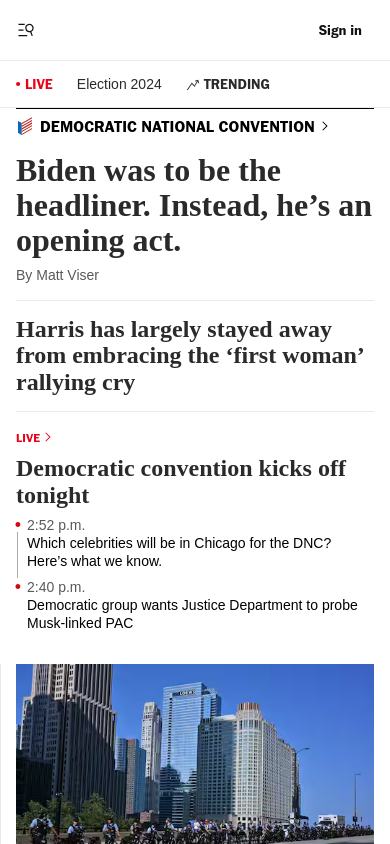 Sign in
LIVE
Election 2024
TRENDING
DEMOCRATIC NATIONAL CONVENTION
Biden was to be the
headliner. Instead, he’s an
opening act.
By Matt Viser
Harris has largely stayed away
from embracing the ‘first woman’
rallying cry
LIVE
Democratic convention kicks off
tonight
2:52 p.m.
Which celebrities will be in Chicago for the DNC?
Here’s what we know.
2:40 p.m.
Democratic group wants Justice Department to probe
Musk-linked PAC